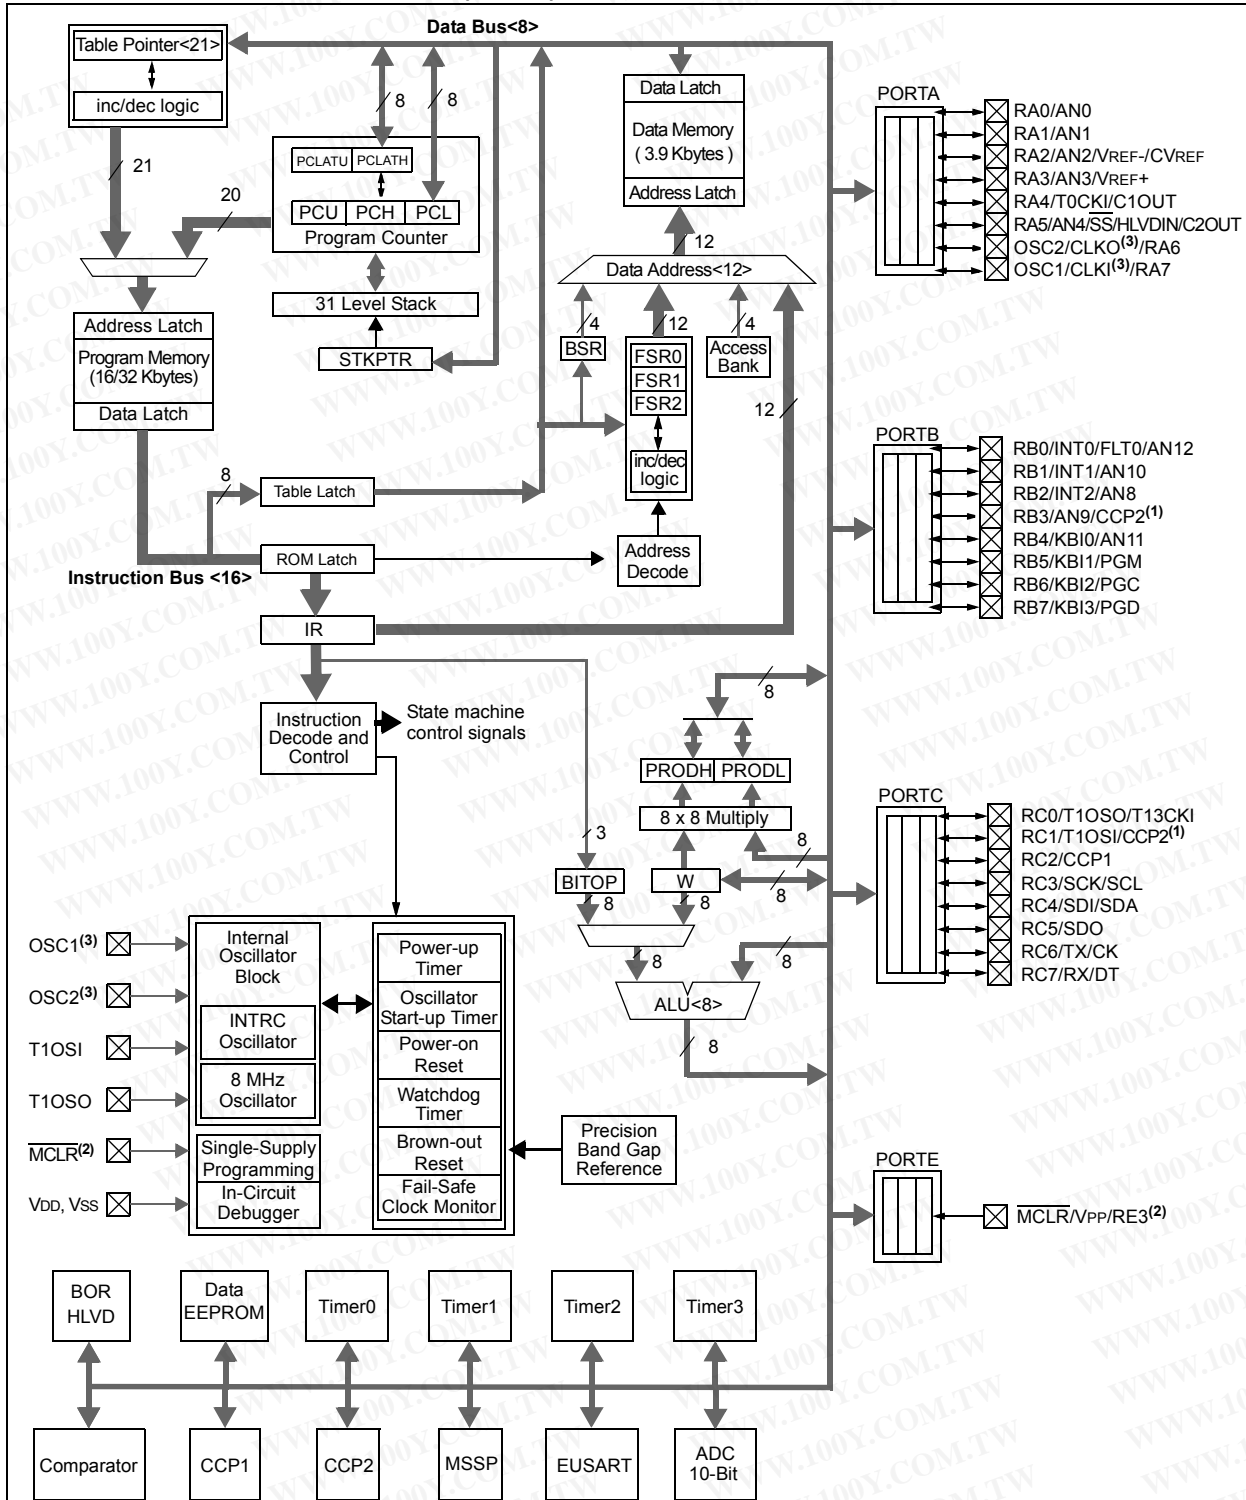 Data Bus<8>
Table Pointer<21>
inc/dec logic
21
20
8
8
PCLATU PCLATH
PCU PCH PCL
Program Counter
31 Level Stack
STKPTR
Data Latch
Data Memory
( 3.9 Kbytes )
Address Latch
12
Data Address<12>
4
12
4
BSR
FSR0
FSR1
FSR2
inc/dec
logic
Access
Bank
12
Address
Decode
Address Latch
Program Memory
(16/32 Kbytes)
Data Latch
8
Table Latch
ROM Latch
Instruction Bus <16>
IR
Instruction
Decode and
Control
State machine
control signals
8
PRODH PRODL
8 x 8 Multiply
3
8
BITOP
W
8
8
8
8
8
ALU<8>
8
OSC1(3)
OSC2(3)
T1OSI
T1OSO
MCLR(2)
VDD, VSS
Internal
Oscillator
Block
INTRC
Oscillator
8 MHz
Oscillator
Single-Supply
Programming
In-Circuit
Debugger
Power-up
Timer
Oscillator
Start-up Timer
Power-on
Reset
Watchdog
Timer
Brown-out
Reset
Fail-Safe
Clock Monitor
Precision
Band Gap
Reference
PORTA
RA0/AN0
RA1/AN1
RA2/AN2/VREF-/CVREF
RA3/AN3/VREF+
RA4/T0CKI/C1OUT
RA5/AN4/SS/HLVDIN/C2OUT
OSC2/CLKO(3)/RA6
OSC1/CLKI(3)/RA7
PORTB
RB0/INT0/FLT0/AN12
RB1/INT1/AN10
RB2/INT2/AN8
RB3/AN9/CCP2(1)
RB4/KBI0/AN11
RB5/KBI1/PGM
RB6/KBI2/PGC
RB7/KBI3/PGD
PORTC
RC0/T1OSO/T13CKI
RC1/T1OSI/CCP2(1)
RC2/CCP1
RC3/SCK/SCL
RC4/SDI/SDA
RC5/SDO
RC6/TX/CK
RC7/RX/DT
PORTE
MCLR/VPP/RE3(2)
BOR
HLVD
Data
EEPROM
Timer0
Timer1
Timer2
Timer3
Comparator
CCP1
CCP2
MSSP
EUSART
ADC
10-Bit
WWW.100Y.COM.TW